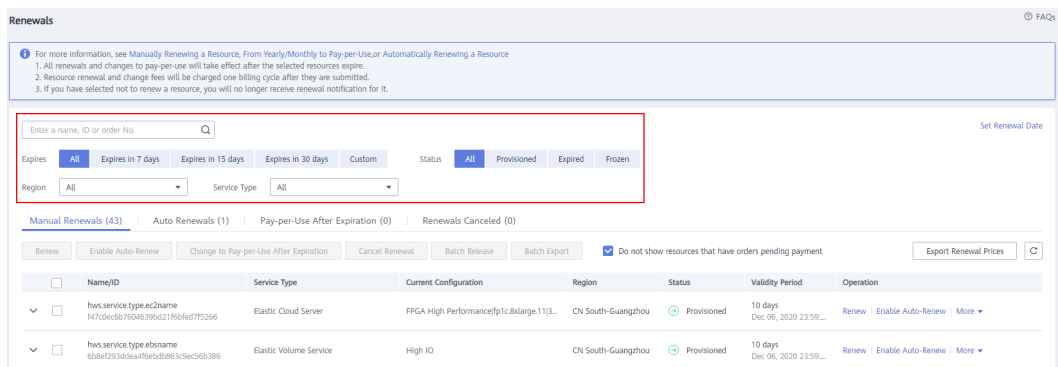 Renewals
FAQs
For more information, see Manually Renewing a Resource, From Yearly/Monthly to Pay-per-Use,or Automatically Renewing a Resource
1. All renewals and changes to pay-per-use will take effect after the selected resources expire.
2. Resource renewal and change fees will be charged one billing cycle after they are submitted.
3. If you have selected not to renew a resource, you will no longer receive renewal notification for it.
Enter a name, ID or order No.
Set Renewal Date
Expires All Expires in 7 days Expires in 15 days Expires in 30 days Custom Status All Provisioned Expired Frozen
Region All Service Type All
Manual Renewals (43) Auto Renewals (1) Pay-per-Use After Expiration (0) Renewals Canceled (0)
Renew Enable Auto-Renew Change to Pay-per-Use After Expiration Cancel Renewal Batch Release Batch Export Do not show resources that have orders pending payment Export Renewal Prices
Name/ID Service Type Current Configuration Region Status Validity Period Operation
hws.service.type.ec2name
f47c0ec6b7604639bd21f6bfed7f5266
Elastic Cloud Server FPGA High Performance|fp1c.8xlarge.11|3... CN South-Guangzhou Provisioned
10 days
Dec 06, 2020 23:59:...
Renew Enable Auto-Renew More
hws.service.type.ebsname
6b8ef293ddea4f6ebdb863c9ec56b386
Elastic Volume Service High IO CN South-Guangzhou Provisioned
10 days
Dec 06, 2020 23:59:...
Renew Enable Auto-Renew More